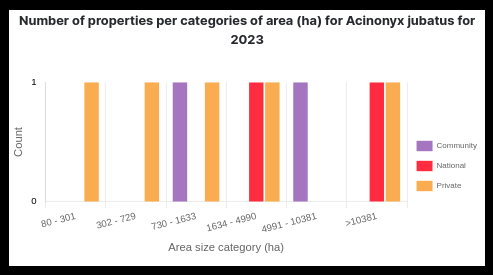 Number of properties per categories of area (ha) for Acinonyx jubatus for
2023
1
Count
0
80 - 301
302 - 729
730 - 1633
1634 - 4990
4991 - 10381
>10381
Area size category (ha)
Community
National
Private